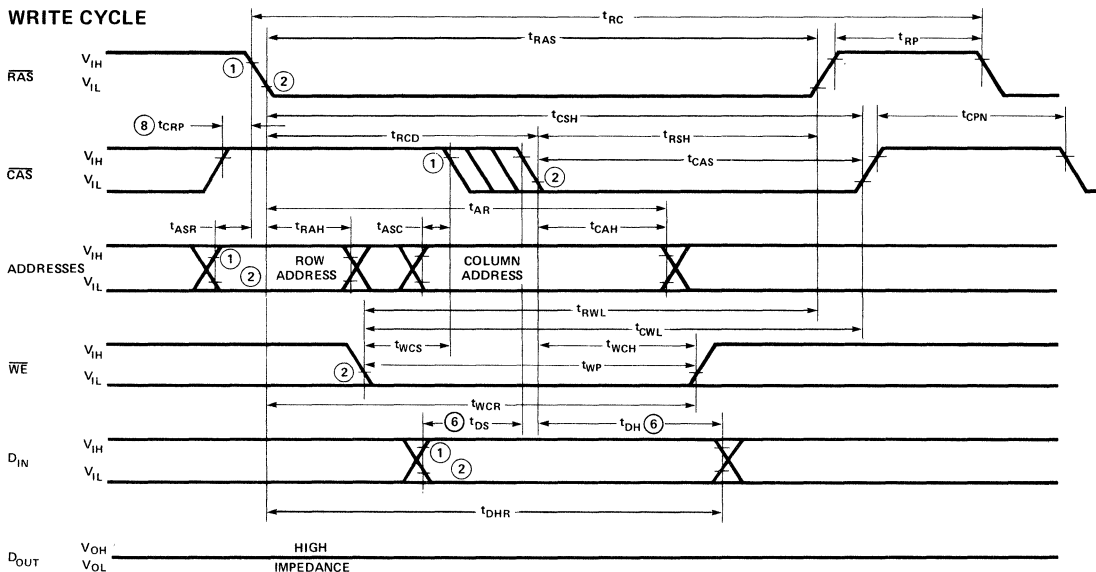 WRITE CYCLE
tRC
tRAS
tRP
RAS
VIH
VIL
1
2
tCSH
8 tCRP
tRCD
tRSH
tCPN
CAS
VIH
VIL
1
2
tCAS
tAR
tASR
tRAH
tASC
tCAH
ADDRESSES
VIH
VIL
1
2
ROW ADDRESS
COLUMN ADDRESS
tRWL
tCWL
WE
VIH
VIL
tWCS
tWCH
2
tWP
tWCR
6 tDS
tDH 6
DIN
VIH
VIL
1
2
tDHR
DOUT
VOH
VOL
HIGH
IMPEDANCE